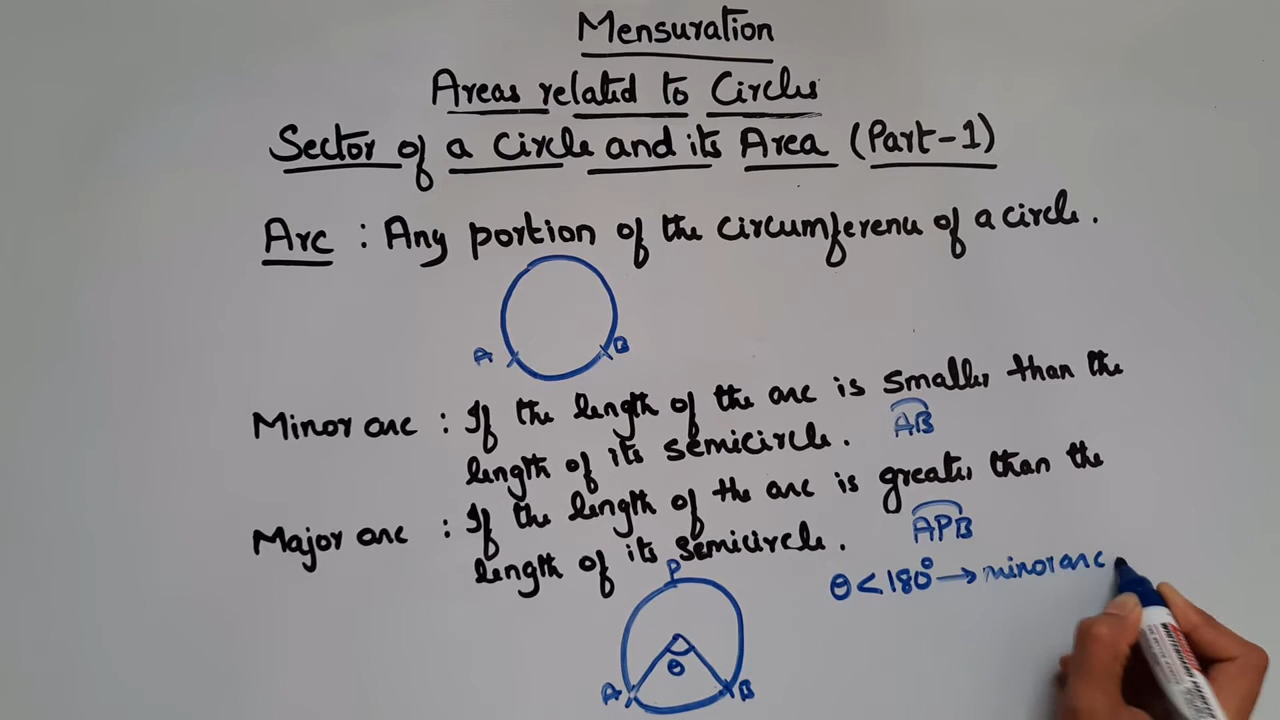 Mensuration
Areas related to Circles
Sector of a Circle and its Area (Part-1)
Arc : Any portion of the circumference of a circle.
A B
Minor arc : If the length of the arc is smaller than the
length of its semicircle. AB
Major arc : If the length of the arc is greater than the
length of its semicircle. APB
P
θ < 180° → minor arc
θ
A B